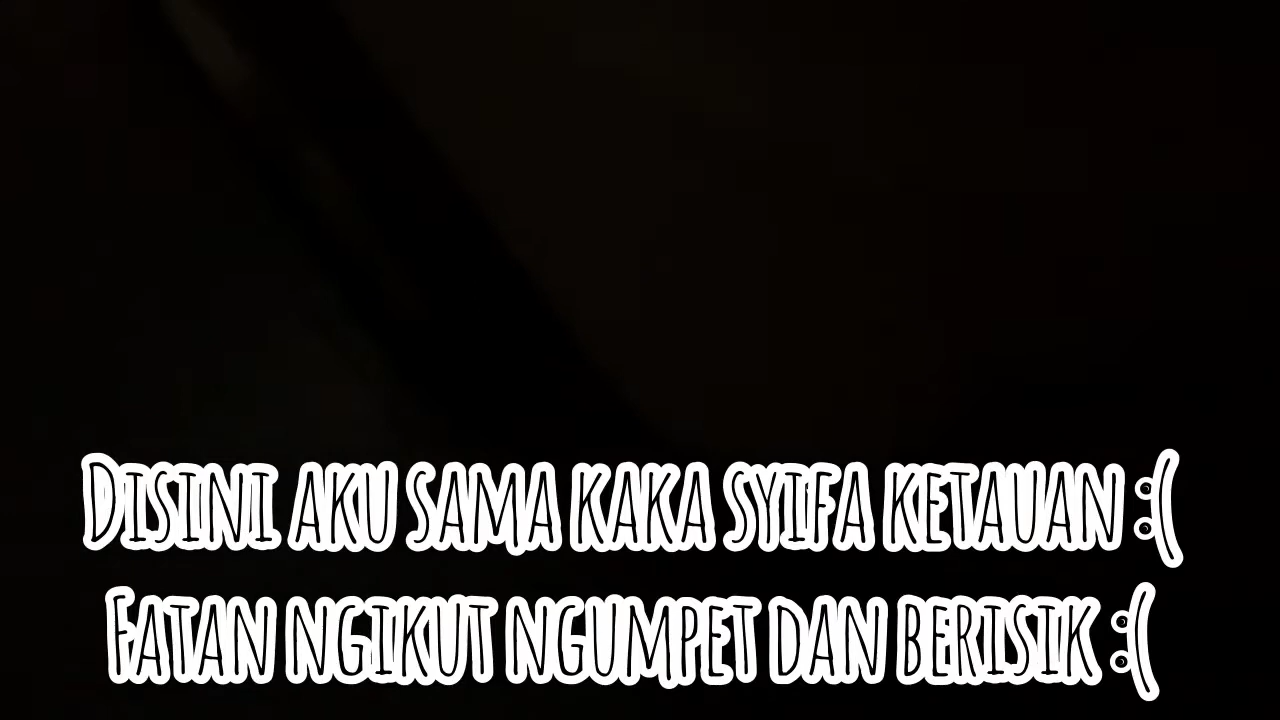 Disini aku sama kaka syifa ketauan :(
Fatan ngikut ngumpet dan berisik :(